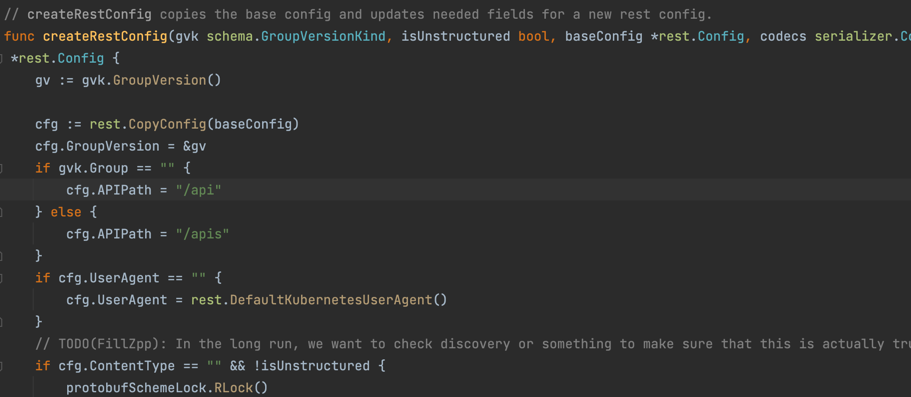 // createRestConfig copies the base config and updates needed fields for a new rest config.
func createRestConfig(gvk schema.GroupVersionKind, isUnstructured bool, baseConfig *rest.Config, codecs serializer.Co
*rest.Config {
gv := gvk.GroupVersion()
cfg := rest.CopyConfig(baseConfig)
cfg.GroupVersion = &gv
if gvk.Group == "" {
cfg.APIPath = "/api"
} else {
cfg.APIPath = "/apis"
}
if cfg.UserAgent == "" {
cfg.UserAgent = rest.DefaultKubernetesUserAgent()
}
// TODO(FillZpp): In the long run, we want to check discovery or something to make sure that this is actually tru
if cfg.ContentType == "" && !isUnstructured {
protobufSchemeLock.RLock()